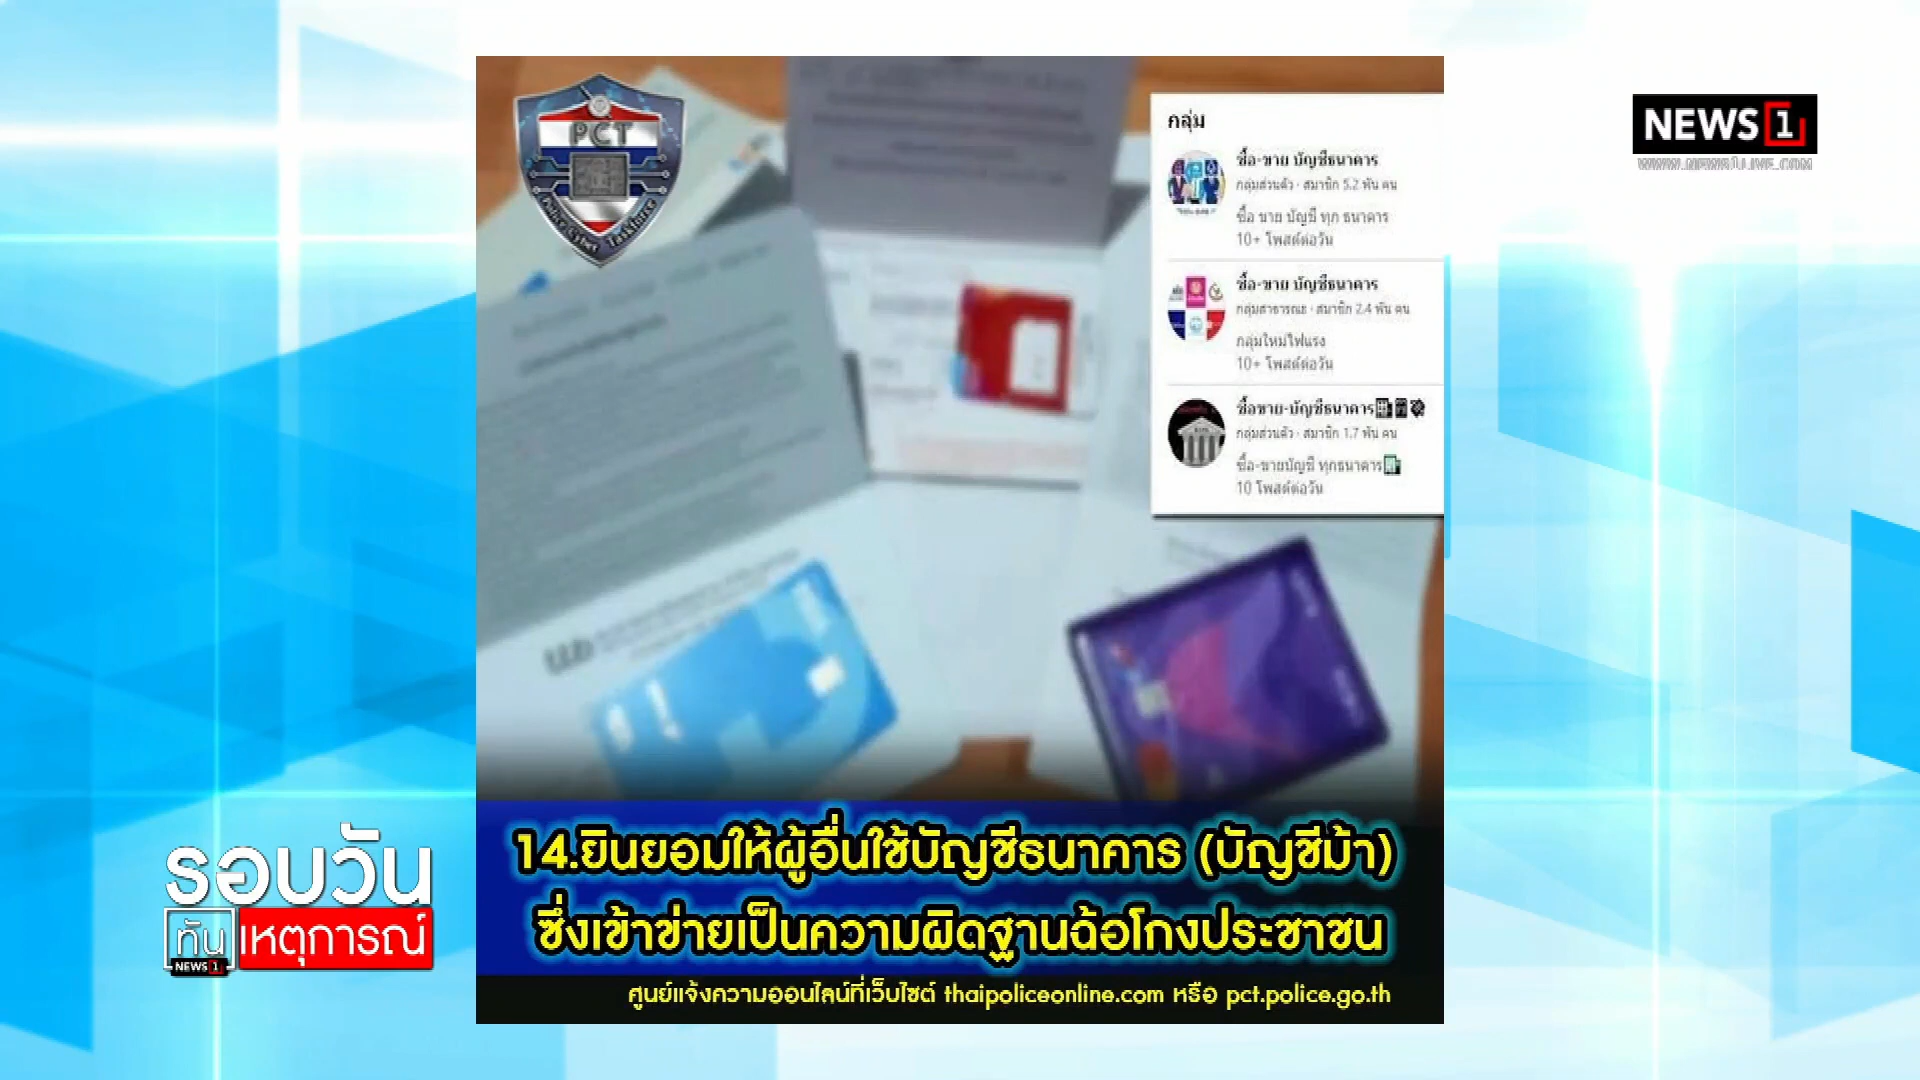 PCT
Police Cyber Taskforce
กลุ่ม
ซื้อ-ขาย บัญชีธนาคาร
กลุ่มส่วนตัว · สมาชิก 5.2 พัน คน
ซื้อ ขาย บัญชี ทุก ธนาคาร
10+ โพสต์ต่อวัน
ซื้อ-ขาย บัญชีธนาคาร
กลุ่มสาธารณะ · สมาชิก 2.4 พัน คน
กลุ่มใหม่ไฟแรง
10+ โพสต์ต่อวัน
ซื้อขาย-บัญชีธนาคาร
กลุ่มส่วนตัว · สมาชิก 1.7 พัน คน
ซื้อ-ขายบัญชี ทุกธนาคาร
10 โพสต์ต่อวัน
NEWS 1
WWW.NEWS1LIVE.COM
14.ยินยอมให้ผู้อื่นใช้บัญชีธนาคาร (บัญชีม้า)
ซึ่งเข้าข่ายเป็นความผิดฐานฉ้อโกงประชาชน
ศูนย์แจ้งความออนไลน์ที่เว็บไซต์ thaipoliceonline.com หรือ pct.police.go.th
รอบวัน
ทันเหตุการณ์
NEWS 1